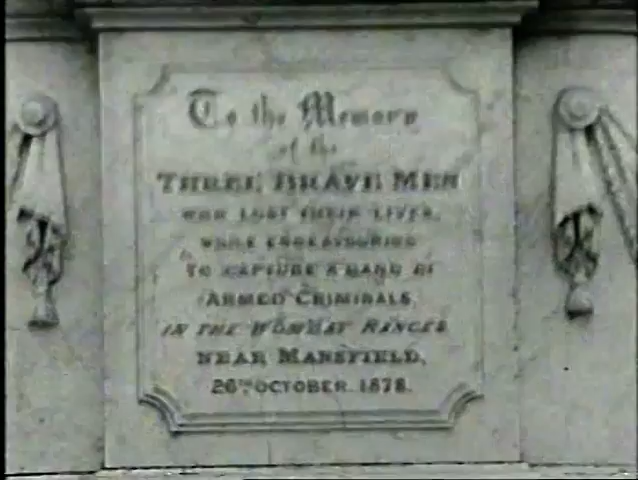 To the Memory
of the
THREE BRAVE MEN
WHO LOST THEIR LIVES,
WHILE ENDEAVOURING
TO CAPTURE A BAND OF
ARMED CRIMINALS,
IN THE WOMBAT RANGES
NEAR MANSFIELD,
26TH OCTOBER. 1878.